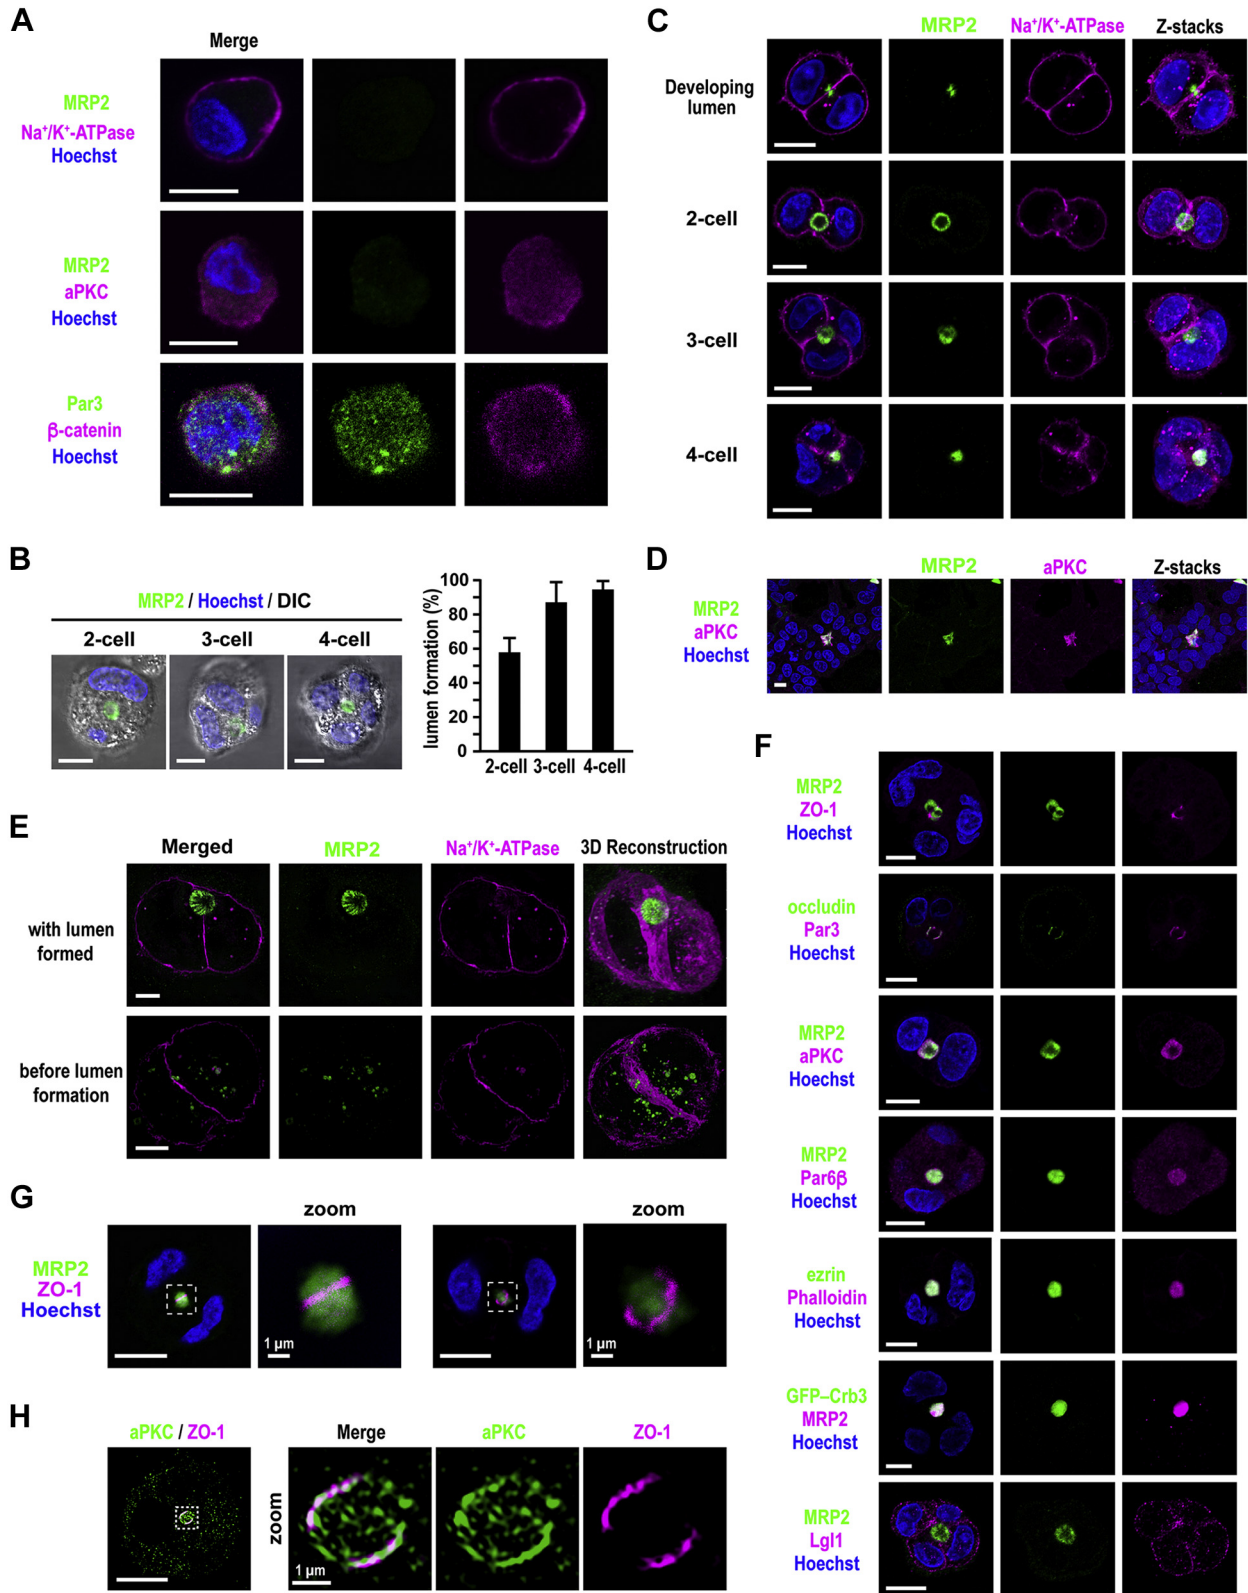 A
Merge
MRP2
Na⁺/K⁺-ATPase
Hoechst
MRP2
aPKC
Hoechst
Par3
β-catenin
Hoechst
B
MRP2 / Hoechst / DIC
2-cell 3-cell 4-cell
lumen formation (%)
100
80
60
40
20
0
2-cell 3-cell 4-cell
C
MRP2 Na⁺/K⁺-ATPase Z-stacks
Developing
lumen
2-cell
3-cell
4-cell
D
MRP2 aPKC Z-stacks
MRP2
aPKC
Hoechst
E
Merged MRP2 Na⁺/K⁺-ATPase 3D Reconstruction
with lumen
formed
before lumen
formation
F
MRP2
ZO-1
Hoechst
occludin
Par3
Hoechst
MRP2
aPKC
Hoechst
MRP2
Par6β
Hoechst
ezrin
Phalloidin
Hoechst
GFP–Crb3
MRP2
Hoechst
MRP2
Lgl1
Hoechst
G
zoom zoom
MRP2
ZO-1
Hoechst
1 µm 1 µm
H
aPKC / ZO-1 Merge aPKC ZO-1
zoom
1 µm